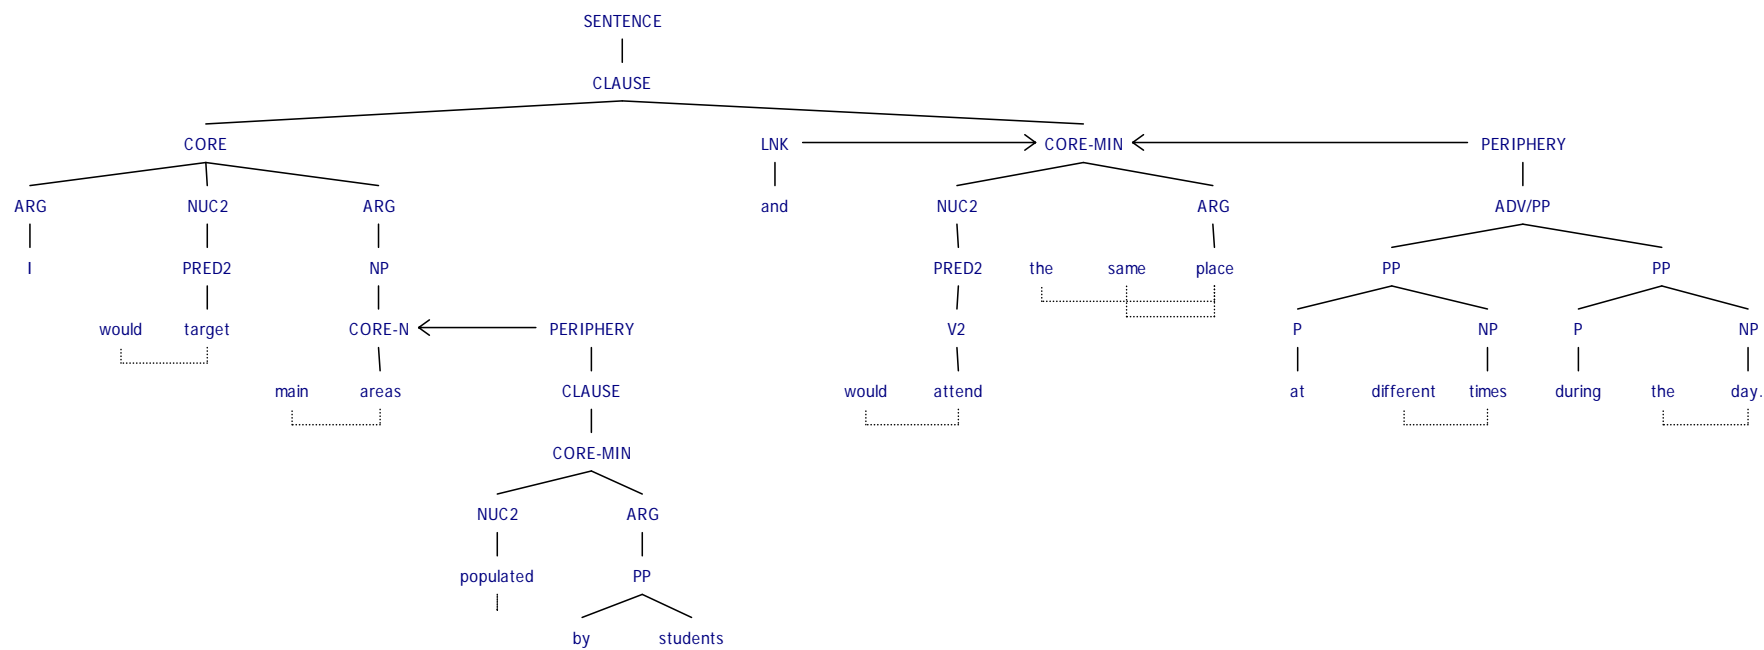 SENTENCE
CLAUSE
CORE LNK CORE-MIN PERIPHERY
ARG NUC2 ARG and NUC2 ARG ADV/PP
I PRED2 NP PRED2 the same place PP PP
would target CORE-N PERIPHERY V2 P NP P NP
main areas CLAUSE would attend at different times during the day.
CORE-MIN
NUC2 ARG
populated PP
by students